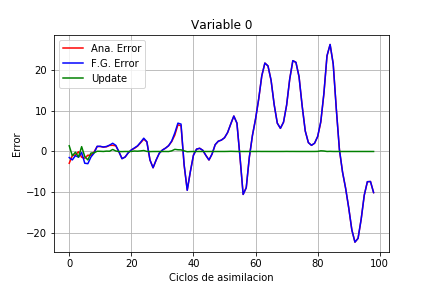 Variable 0
Ana. Error
F.G. Error
Update
Error
20
10
0
−10
−20
0 20 40 60 80 100
Ciclos de asimilacion